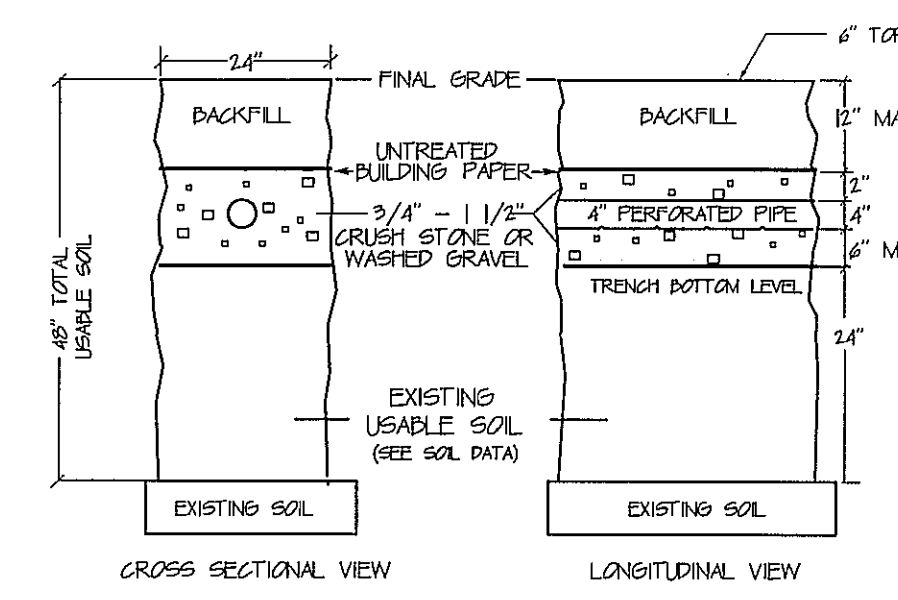 6" TO
24"
FINAL GRADE
BACKFILL
BACKFILL
12" MA
UNTREATED
BUILDING PAPER
2"
3/4" - 1 1/2"
4" PERFORATED PIPE
4"
CRUSH STONE OR
WASHED GRAVEL
6" M
TRENCH BOTTOM LEVEL
48" TOTAL
USABLE SOIL
24"
EXISTING
USABLE SOIL
(SEE SOIL DATA)
EXISTING SOIL
EXISTING SOIL
CROSS SECTIONAL VIEW
LONGITUDINAL VIEW